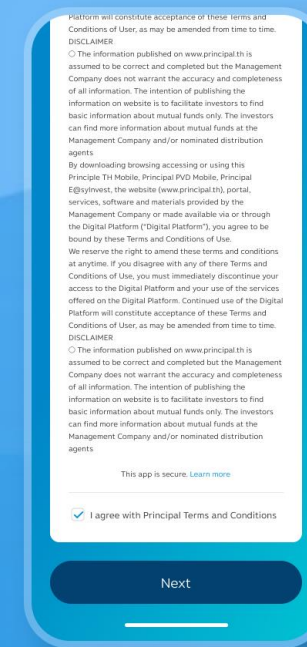 Platform will constitute acceptance of these Terms and
Conditions of User, as may be amended from time to time.
DISCLAIMER
○ The information published on www.principal.th is
assumed to be correct and completed but the Management
Company does not warrant the accuracy and completeness
of all information. The intention of publishing the
information on website is to facilitate investors to find
basic information about mutual funds only. The investors
can find more information about mutual funds at the
Management Company and/or nominated distribution
agents
By downloading browsing accessing or using this
Principle TH Mobile, Principal PVD Mobile, Principal
E@syInvest, the website (www.principal.th), portal,
services, software and materials provided by the
Management Company or made available via or through
the Digital Platform ("Digital Platform"), you agree to be
bound by these Terms and Conditions of Use.
We reserve the right to amend these terms and conditions
at anytime. If you disagree with any of there Terms and
Conditions of Use, you must immediately discontinue your
access to the Digital Platform and your use of the services
offered on the Digital Platform. Continued use of the Digital
Platform will constitute acceptance of these Terms and
Conditions of User, as may be amended from time to time.
DISCLAIMER
○ The information published on www.principal.th is
assumed to be correct and completed but the Management
Company does not warrant the accuracy and completeness
of all information. The intention of publishing the
information on website is to facilitate investors to find
basic information about mutual funds only. The investors
can find more information about mutual funds at the
Management Company and/or nominated distribution
agents
This app is secure. Learn more
I agree with Principal Terms and Conditions
Next